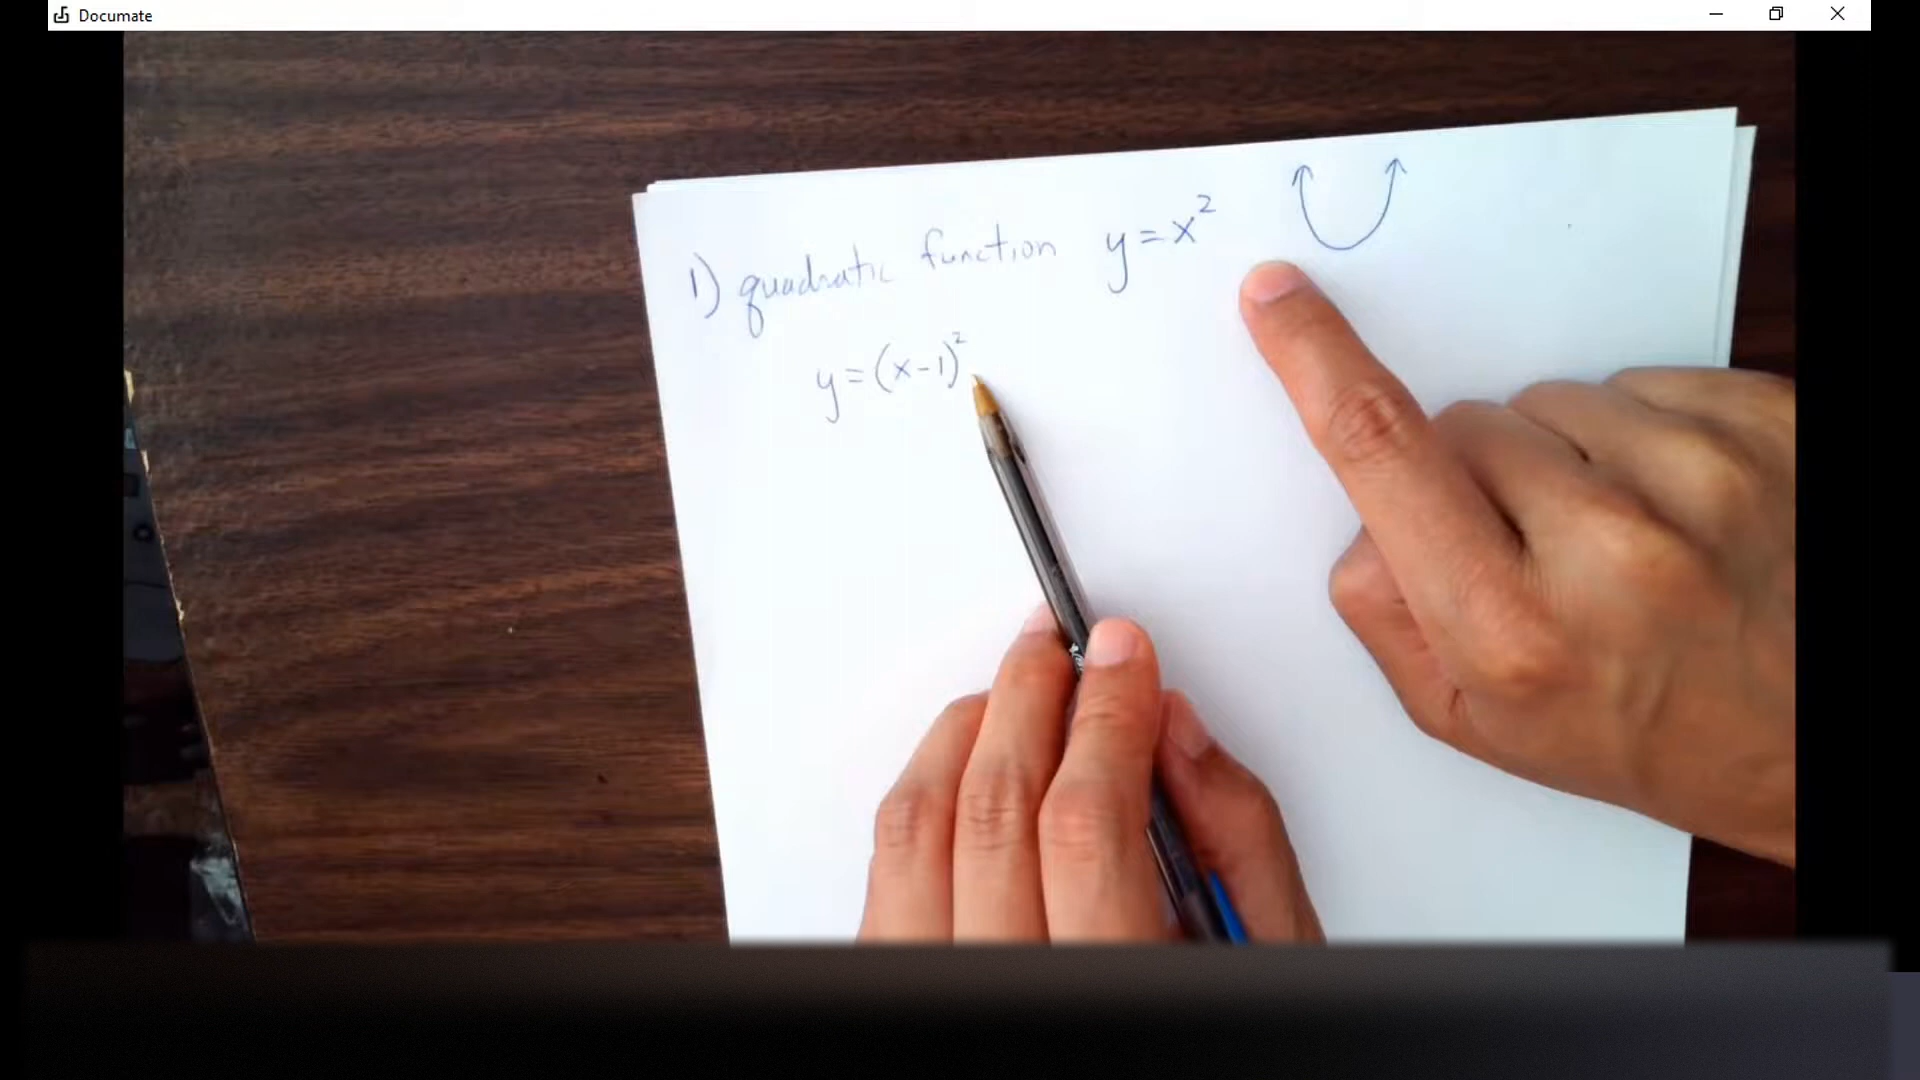 Documate
1) quadratic function y = x²
y = (x-1)²